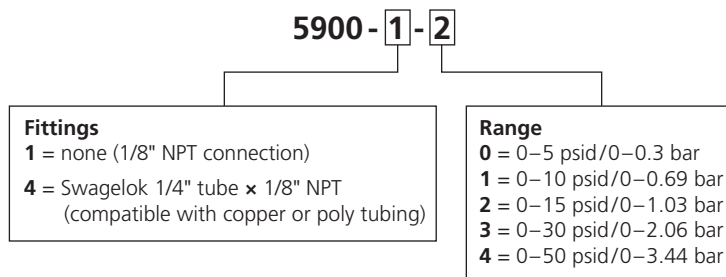 5900 - 1 - 2
Fittings
1 = none (1/8" NPT connection)
4 = Swagelok 1/4" tube × 1/8" NPT
(compatible with copper or poly tubing)
Range
0 = 0–5 psid/0–0.3 bar
1 = 0–10 psid/0–0.69 bar
2 = 0–15 psid/0–1.03 bar
3 = 0–30 psid/0–2.06 bar
4 = 0–50 psid/0–3.44 bar